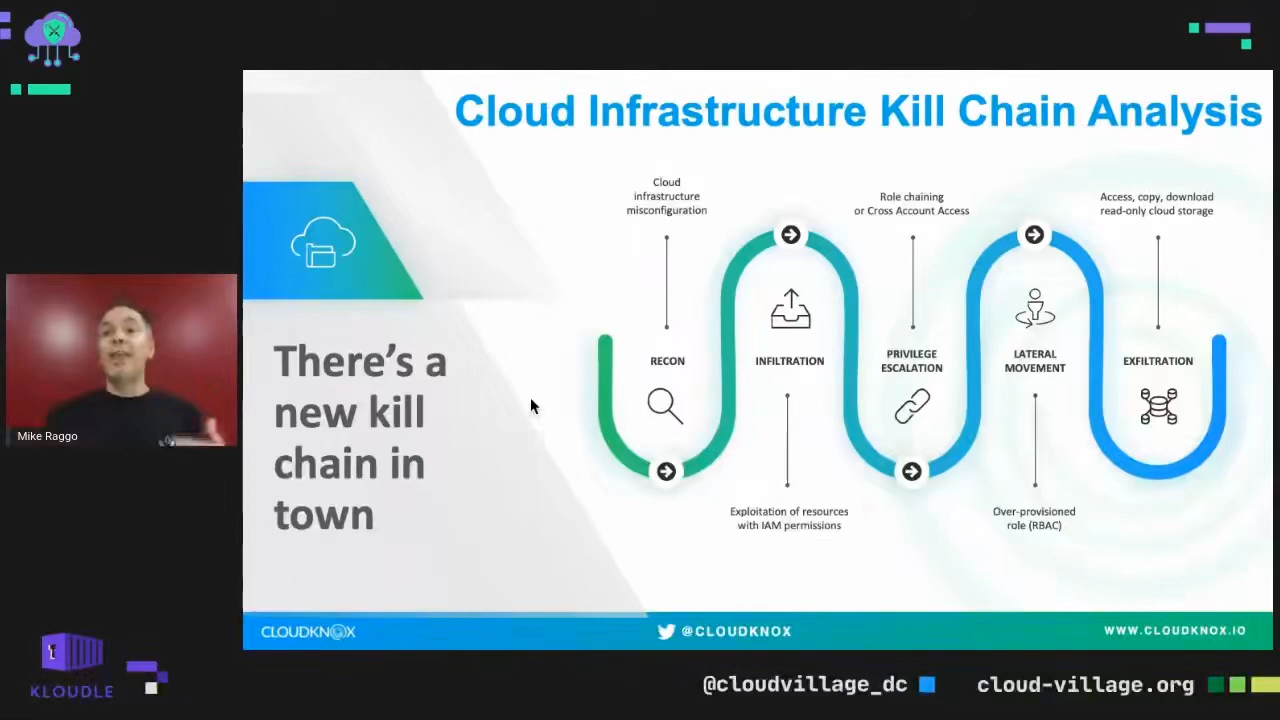 Cloud Infrastructure Kill Chain Analysis
There's a
new kill
chain in
town
Cloud
infrastructure
misconfiguration
RECON
INFILTRATION
Exploitation of resources
with IAM permissions
Role chaining
or Cross Account Access
PRIVILEGE
ESCALATION
LATERAL
MOVEMENT
Over-provisioned
role (RBAC)
Access, copy, download
read-only cloud storage
EXFILTRATION
Mike Raggo
CLOUDKNOX
@CLOUDKNOX
WWW.CLOUDKNOX.IO
KLOUDLE
@cloudvillage_dc
cloud-village.org